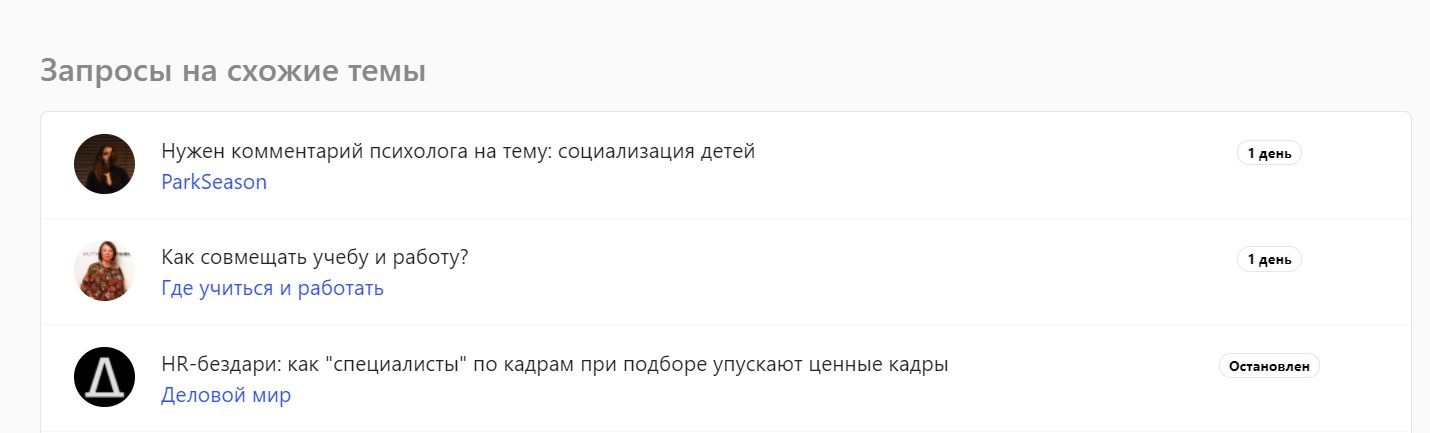 Запросы на схожие темы
Нужен комментарий психолога на тему: социализация детей
1 день
ParkSeason
Как совмещать учебу и работу?
1 день
Где учиться и работать
НR-бездари: как "специалисты" по кадрам при подборе упускают ценные кадры
Остановлен
Деловой мир